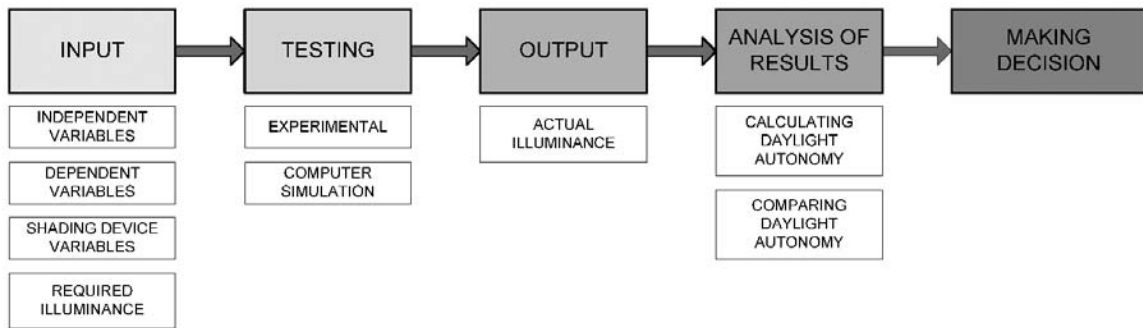 INPUT
TESTING
OUTPUT
ANALYSIS OF
RESULTS
MAKING
DECISION
INDEPENDENT
VARIABLES
DEPENDENT
VARIABLES
SHADING DEVICE
VARIABLES
REQUIRED
ILLUMINANCE
EXPERIMENTAL
COMPUTER
SIMULATION
ACTUAL
ILLUMINANCE
CALCULATING
DAYLIGHT
AUTONOMY
COMPARING
DAYLIGHT
AUTONOMY